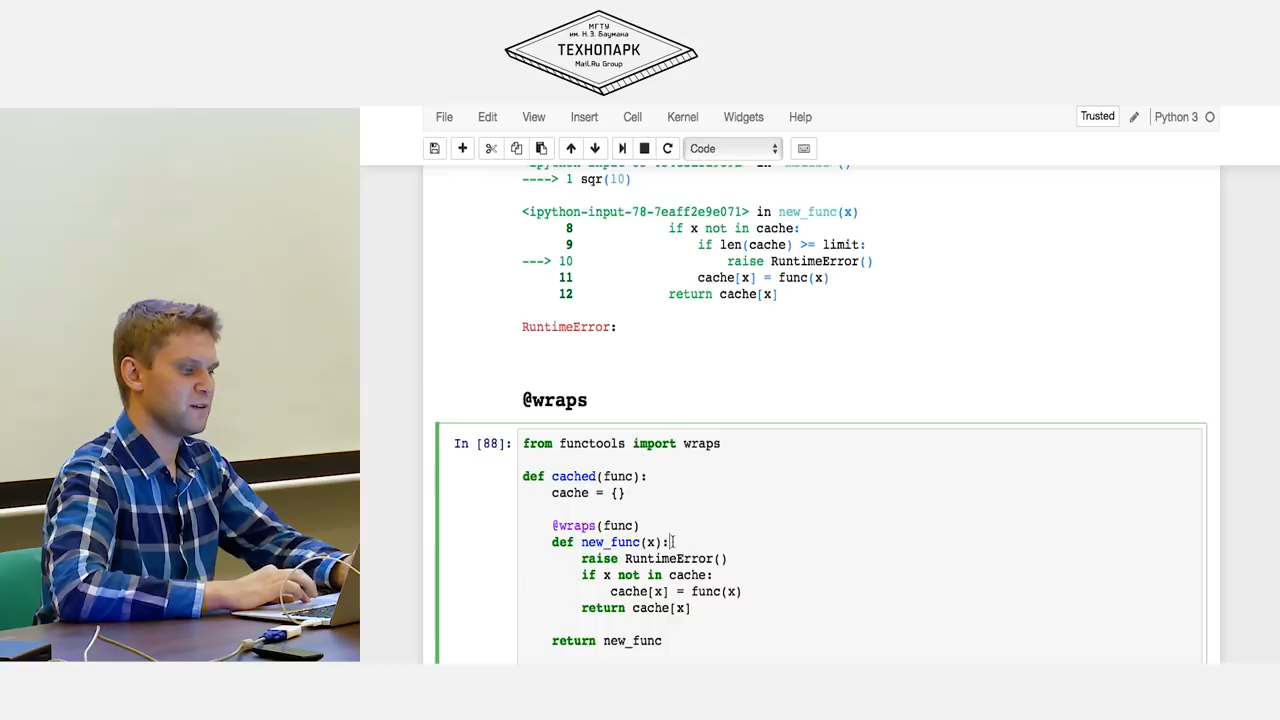 МГТУ
им. Н.Э. Баумана
ТЕХНОПАРК
Mail.Ru Group
File Edit View Insert Cell Kernel Widgets Help Trusted Python 3
Code
----> 1 sqr(10)
<ipython-input-78-7eaff2e9e071> in new_func(x)
8 if x not in cache:
9 if len(cache) >= limit:
---> 10 raise RuntimeError()
11 cache[x] = func(x)
12 return cache[x]
RuntimeError:
@wraps
In [88]: from functools import wraps
def cached(func):
cache = {}
@wraps(func)
def new_func(x):
raise RuntimeError()
if x not in cache:
cache[x] = func(x)
return cache[x]
return new_func